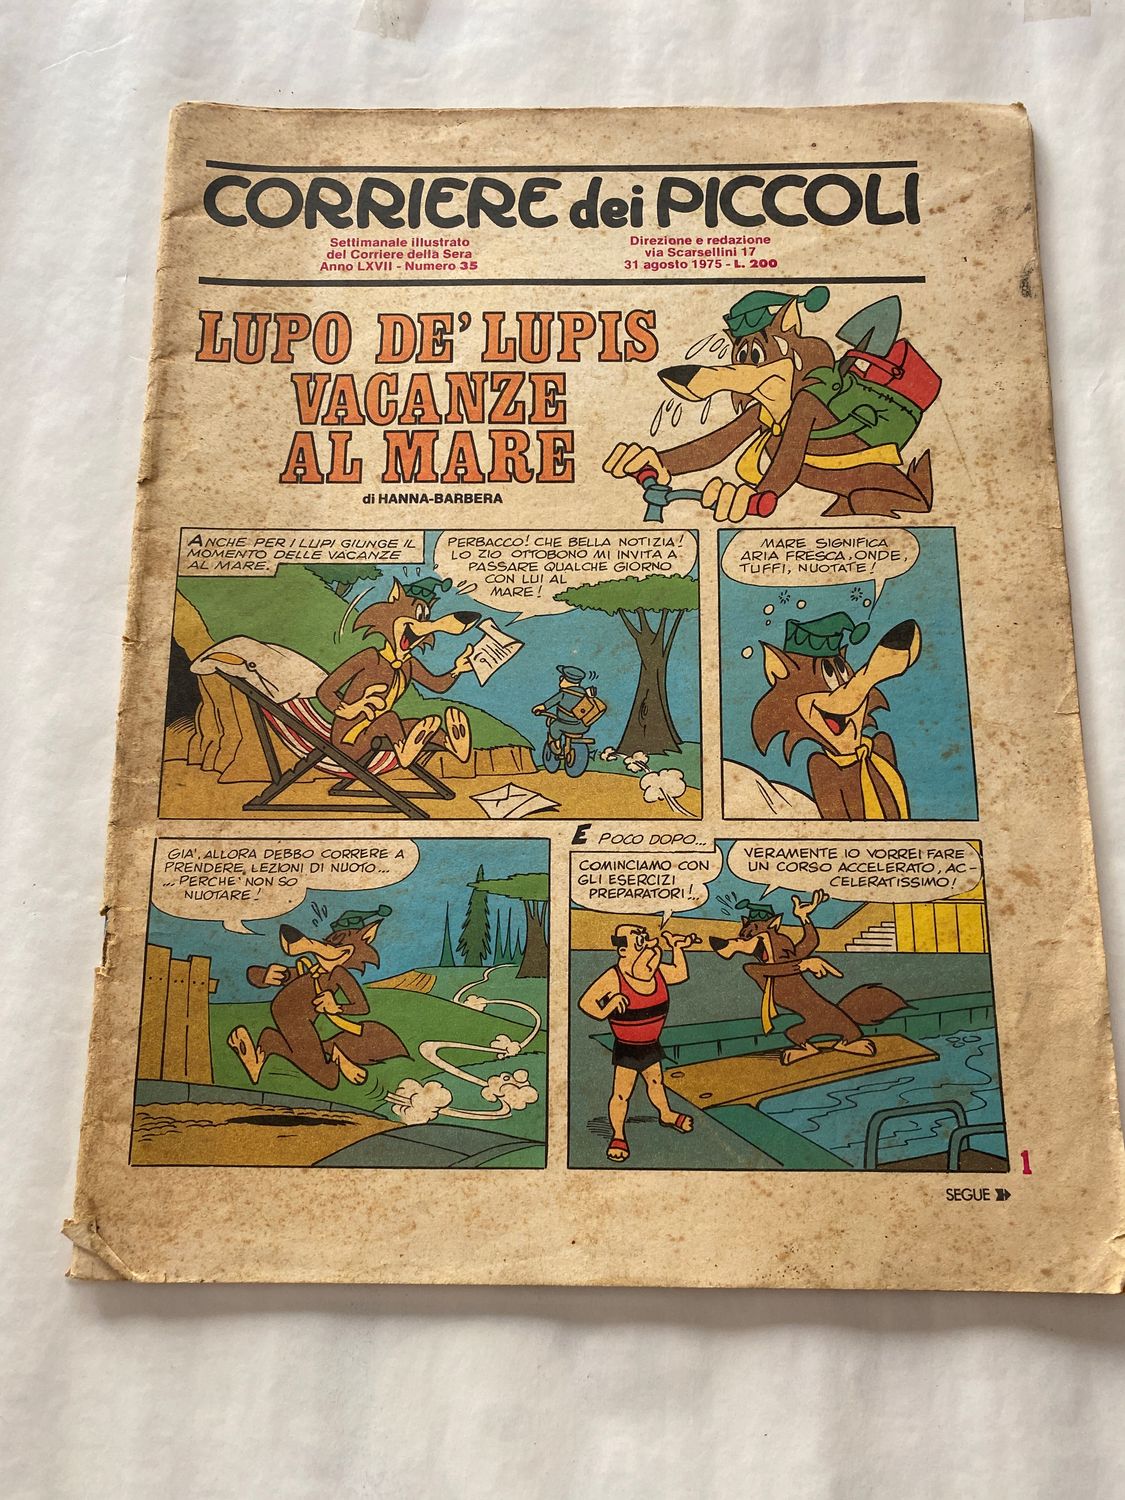 CORRIERE dei PICCOLI
Settimanale illustrato
del Corriere della Sera
Anno LXVII - Numero 35
Direzione e redazione
via Scarsellini 17
31 agosto 1975 - L. 200
LUPO DE' LUPIS
VACANZE
AL MARE
di HANNA-BARBERA
ANCHE PER I LUPI GIUNGE IL
MOMENTO DELLE VACANZE
AL MARE.
PERBACCO! CHE BELLA NOTIZIA!
LO ZIO OTTOBONO MI INVITA A
PASSARE QUALCHE GIORNO
CON LUI AL
MARE!
MARE SIGNIFICA
ARIA FRESCA, ONDE,
TUFFI, NUOTATE!
GIA', ALLORA DEBBO CORRERE A
PRENDERE LEZIONI DI NUOTO...
...PERCHE' NON SO
NUOTARE!
E POCO DOPO...
COMINCIAMO CON
GLI ESERCIZI
PREPARATORI!...
VERAMENTE IO VORREI FARE
UN CORSO ACCELERATO, AC-
CELERATISSIMO!
1
SEGUE